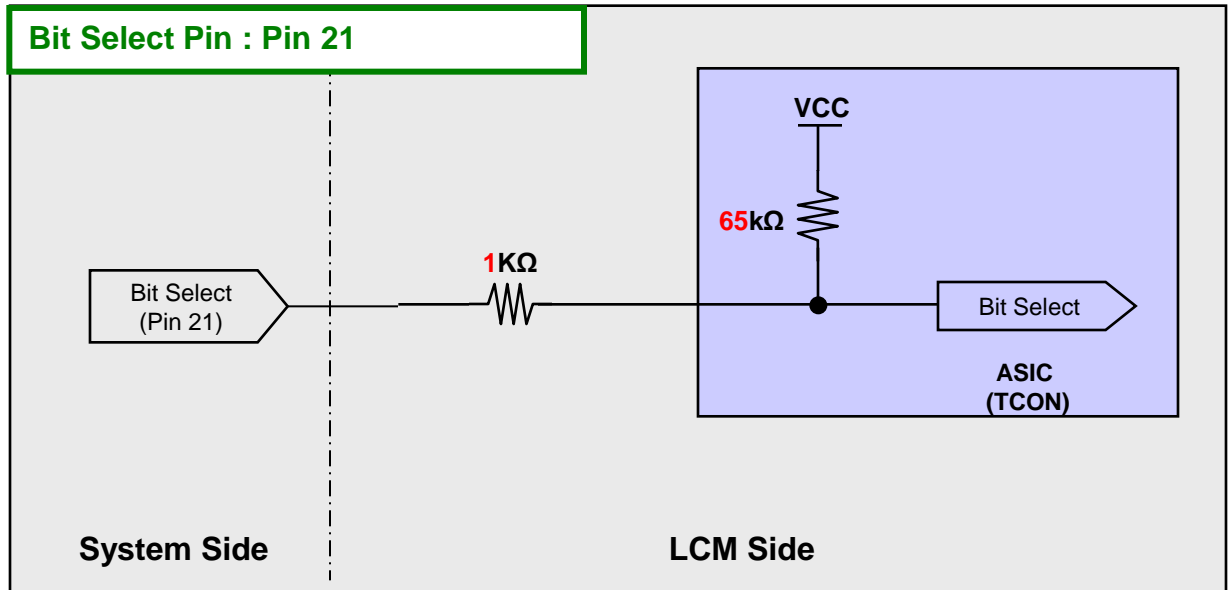 Bit Select Pin : Pin 21
VCC
65kΩ
1KΩ
Bit Select
(Pin 21)
Bit Select
ASIC
(TCON)
System Side
LCM Side